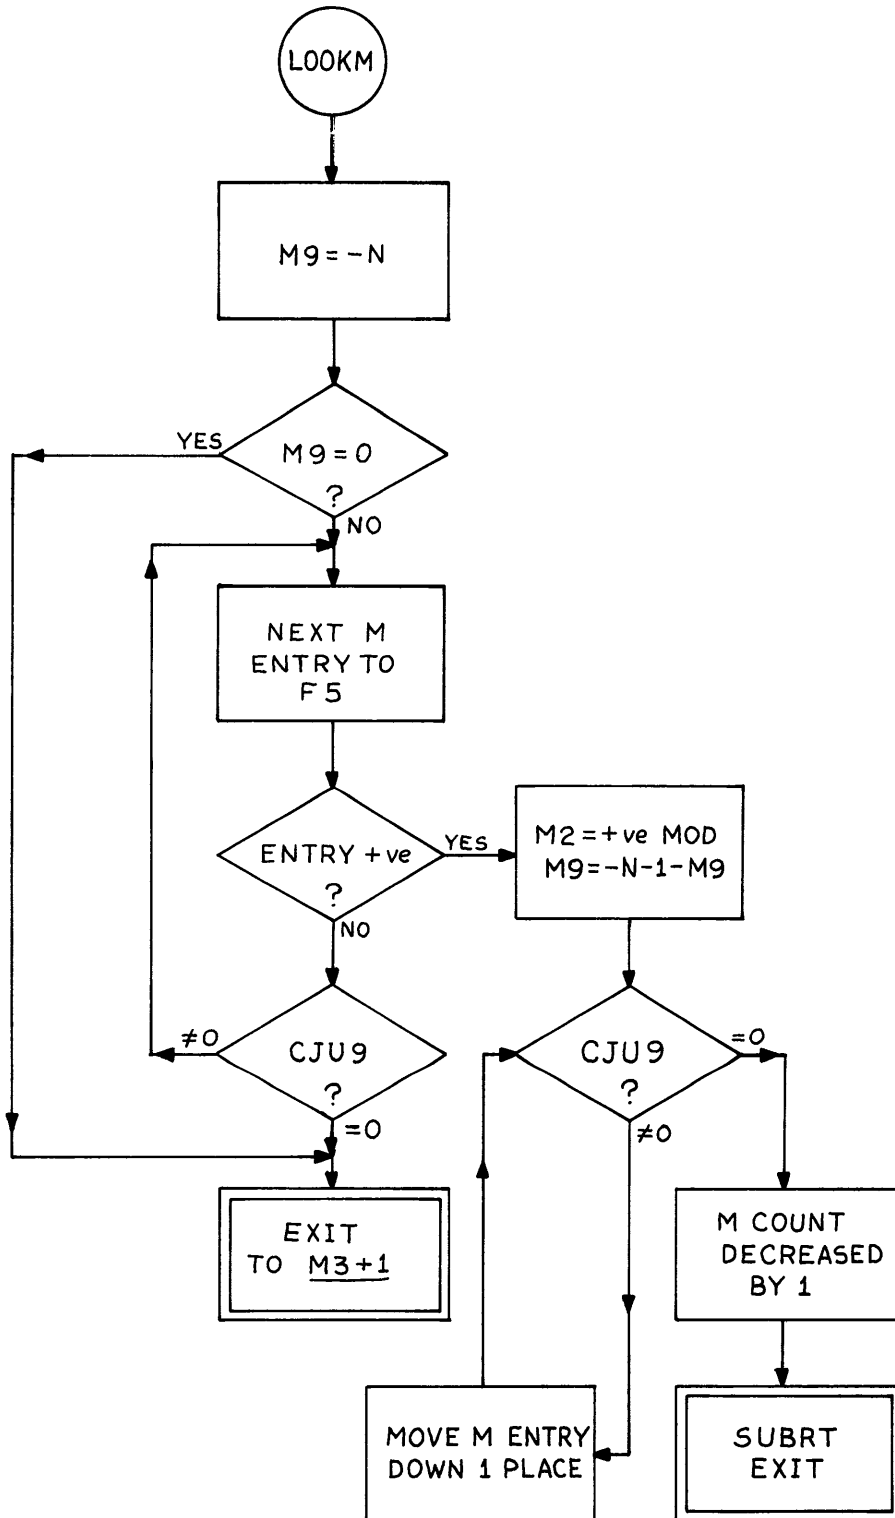 LOOKM
M9=-N
YES
M9=0
?
NO
NEXT M
ENTRY TO
F5
ENTRY +ve
?
YES
NO
M2=+ve MOD
M9=-N-1-M9
≠0
CJU9
?
=0
CJU9
?
=0
≠0
EXIT
TO M3+1
M COUNT
DECREASED
BY 1
MOVE M ENTRY
DOWN 1 PLACE
SUBRT
EXIT